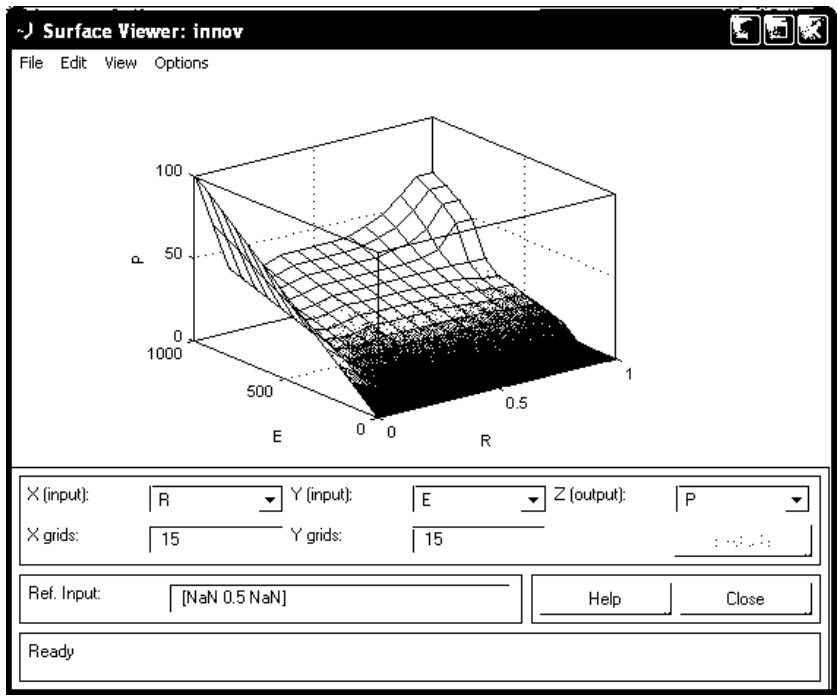 Surface Viewer: innov
File Edit View Options
100
50
0
P
1000
500
0
E
0
0.5
1
R
X (input): R Y (input): E Z (output): P
X grids: 15 Y grids: 15
Ref. Input: [NaN 0.5 NaN] Help Close
Ready